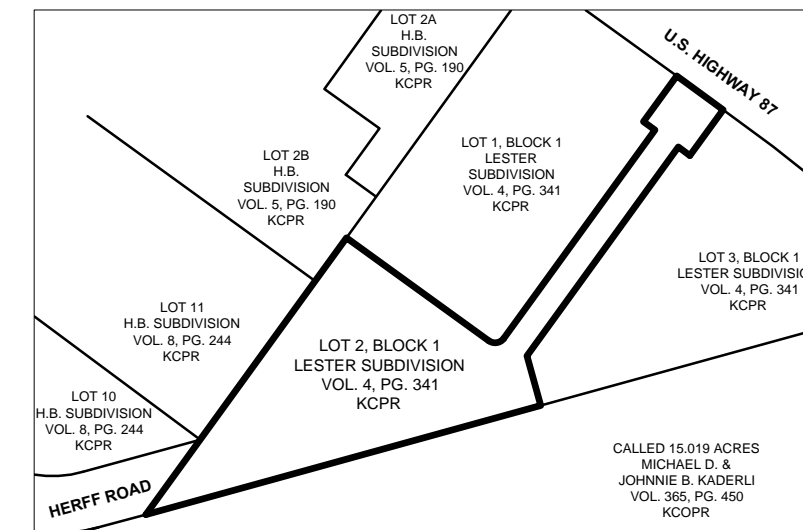 LOT 2A
H.B.
SUBDIVISION
VOL. 5, PG. 190
KCPR
U.S. HIGHWAY 87
LOT 2B
H.B.
SUBDIVISION
VOL. 5, PG. 190
KCPR
LOT 1, BLOCK 1
LESTER
SUBDIVISION
VOL. 4, PG. 341
KCPR
LOT 3, BLOCK 1
LESTER SUBDIVISIO
VOL. 4, PG. 341
KCPR
LOT 11
H.B. SUBDIVISION
VOL. 8, PG. 244
KCPR
LOT 2, BLOCK 1
LESTER SUBDIVISION
VOL. 4, PG. 341
KCPR
LOT 10
H.B. SUBDIVISION
VOL. 8, PG. 244
KCPR
HERFF ROAD
CALLED 15.019 ACRES
MICHAEL D. &
JOHNNIE B. KADERLI
VOL. 365, PG. 450
KCOPR